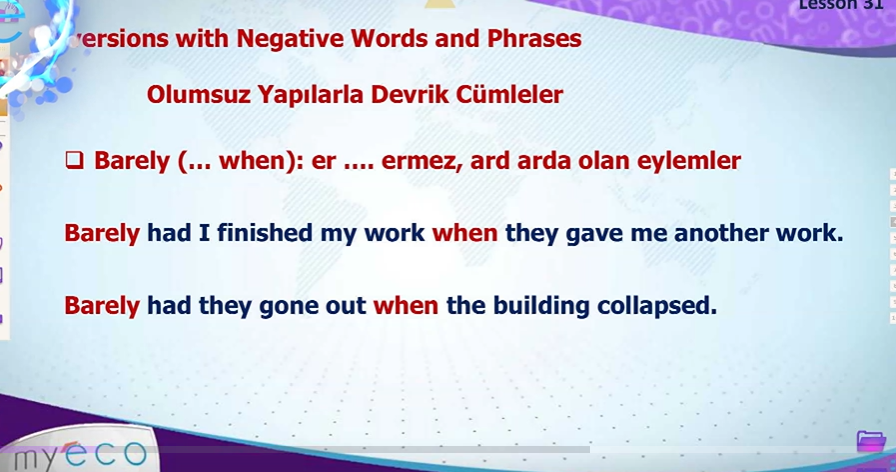 Lesson 31
versions with Negative Words and Phrases
Olumsuz Yapılarla Devrik Cümleler
❑ Barely (... when): er .... ermez, ard arda olan eylemler
Barely had I finished my work when they gave me another work.
Barely had they gone out when the building collapsed.
myeco